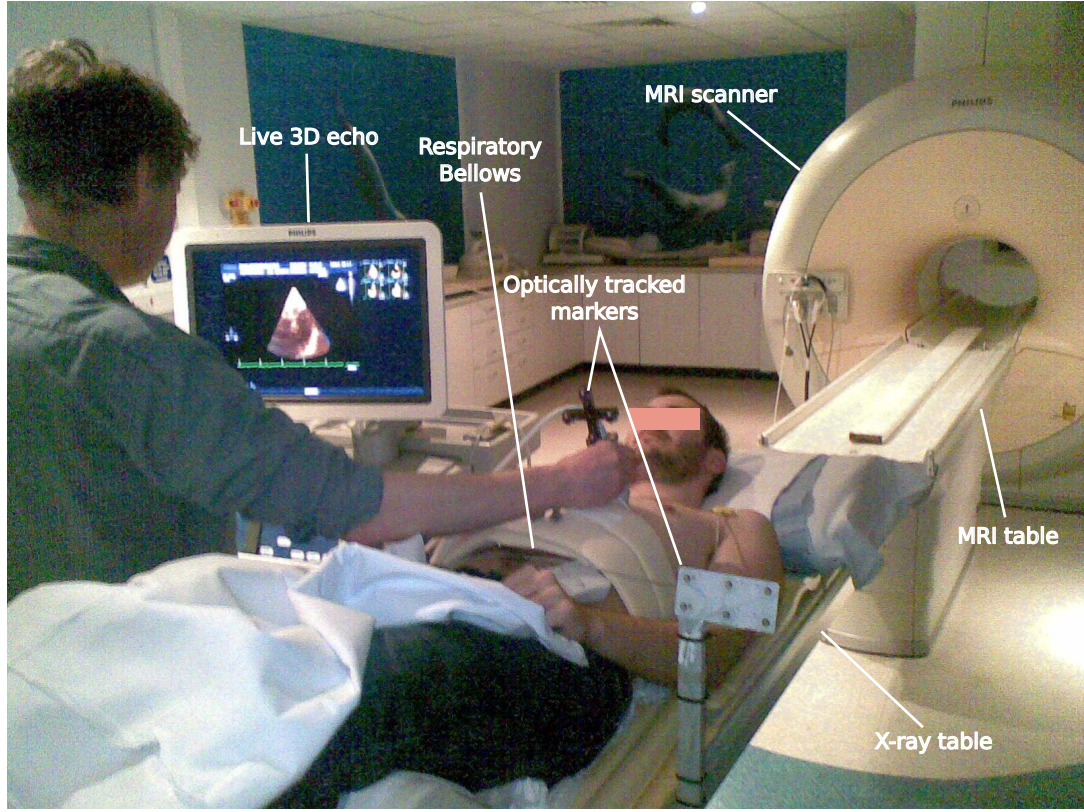 MRI scanner
PHILIPS
Live 3D echo
Respiratory
Bellows
PHILIPS
Optically tracked
markers
MRI table
X-ray table